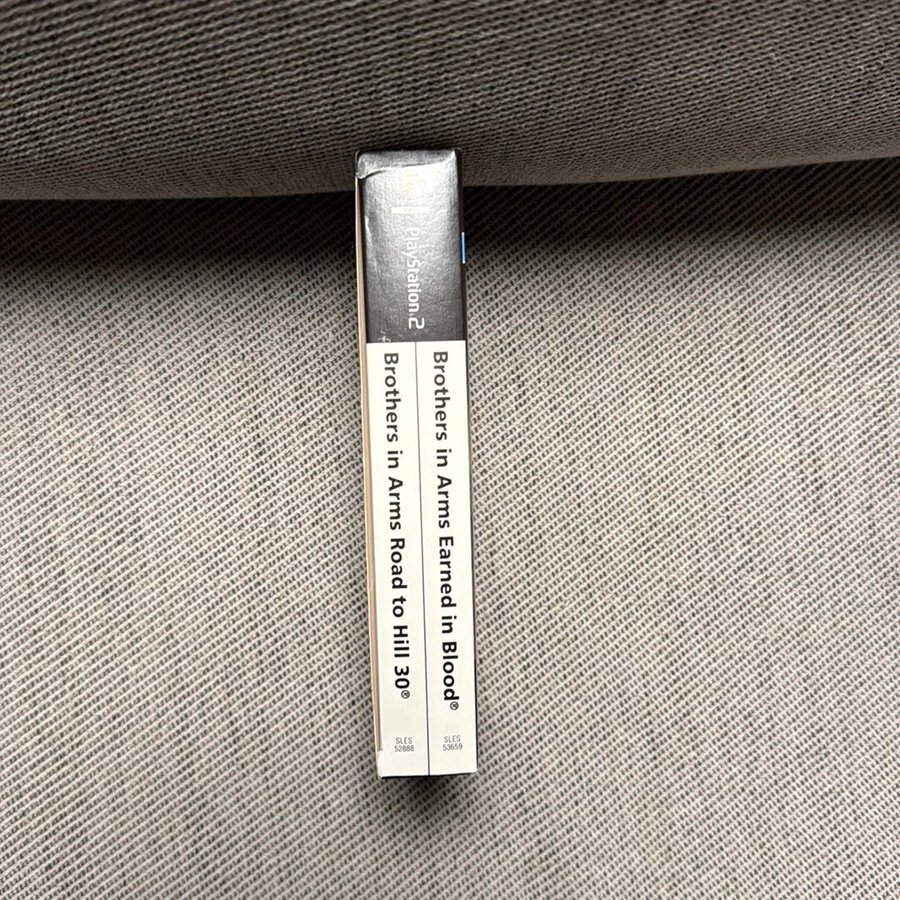 PlayStation 2
Brothers in Arms Earned in Blood®
SLES
53659
Brothers in Arms Road to Hill 30®
SLES
52888